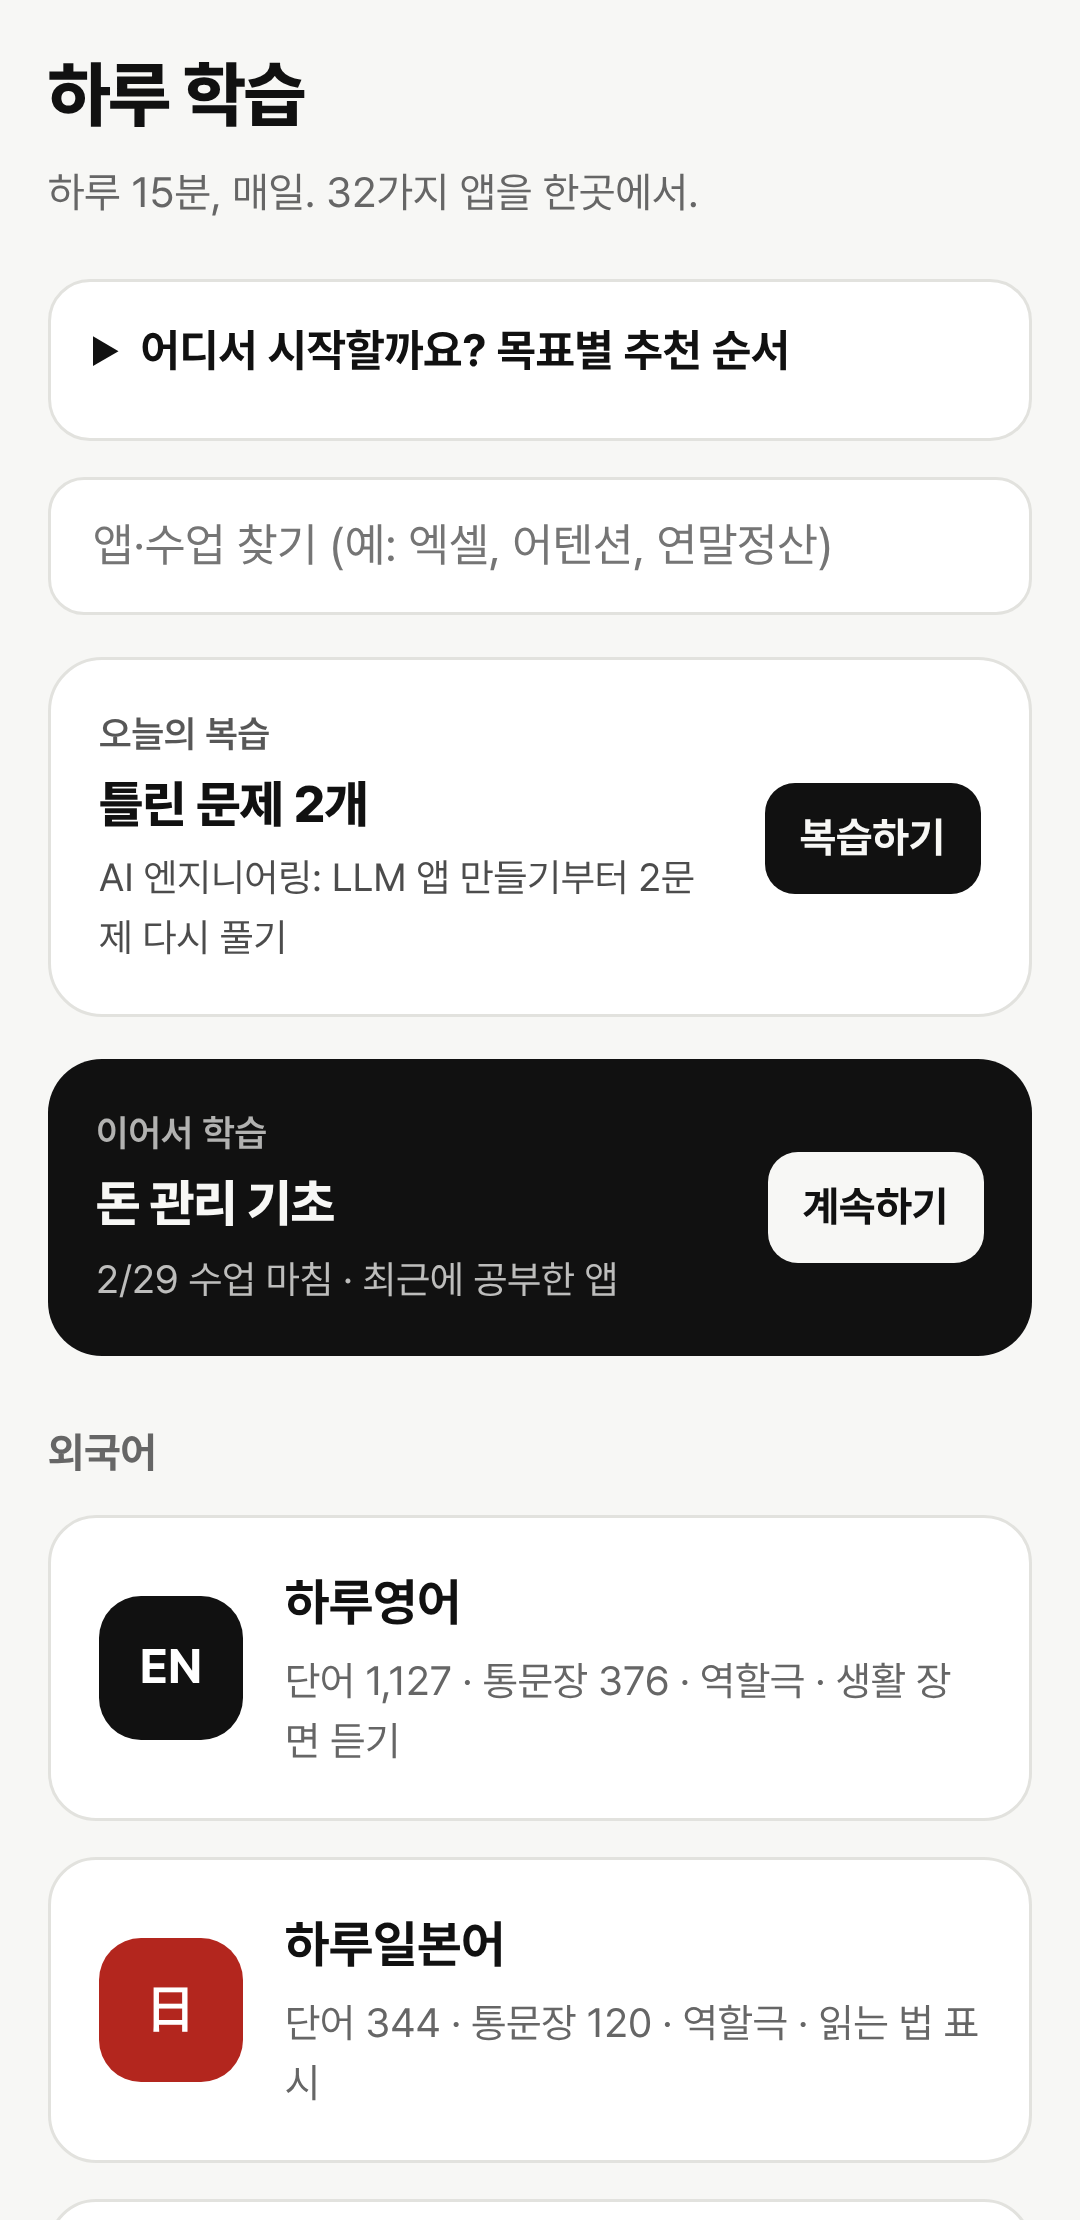 하루 학습
하루 15분, 매일. 32가지 앱을 한곳에서.
▶ 어디서 시작할까요? 목표별 추천 순서
앱·수업 찾기 (예: 엑셀, 어텐션, 연말정산)
오늘의 복습
틀린 문제 2개
AI 엔지니어링: LLM 앱 만들기부터 2문
제 다시 풀기
복습하기
이어서 학습
돈 관리 기초
2/29 수업 마침 · 최근에 공부한 앱
계속하기
외국어
EN
하루영어
단어 1,127 · 통문장 376 · 역할극 · 생활 장
면 듣기
日
하루일본어
단어 344 · 통문장 120 · 역할극 · 읽는 법 표
시